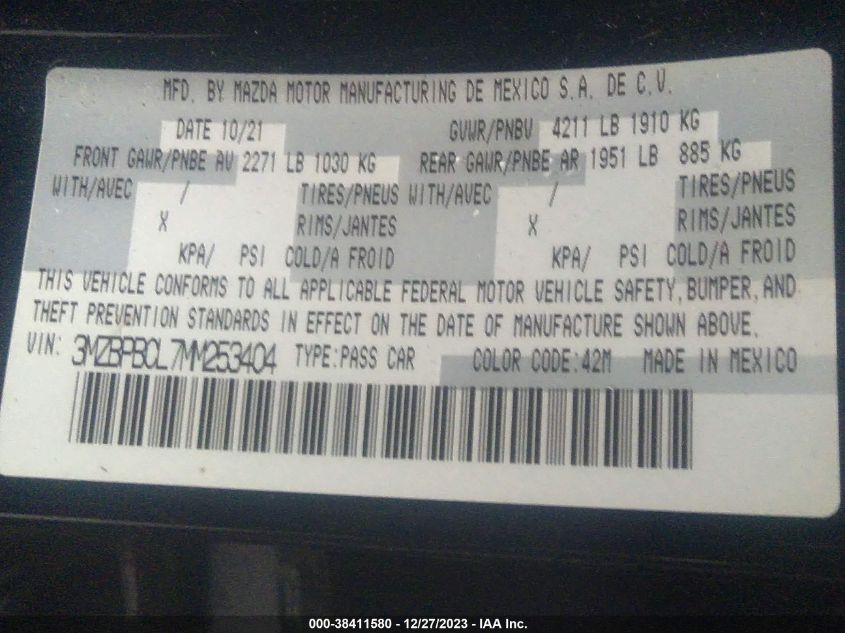 MFD. BY MAZDA MOTOR MANUFACTURING DE MEXICO S.A. DE C.V.
DATE 10/21 GVWR/PNBV 4211 LB 1910 KG
FRONT GAWR/PNBE AV 2271 LB 1030 KG REAR GAWR/PNBE AR 1951 LB 885 KG
WITH/AVEC / TIRES/PNEUS WITH/AVEC / TIRES/PNEUS
X RIMS/JANTES X RIMS/JANTES
KPA/ PSI COLD/A FROID KPA/ PSI COLD/A FROID
THIS VEHICLE CONFORMS TO ALL APPLICABLE FEDERAL MOTOR VEHICLE SAFETY, BUMPER, AND
THEFT PREVENTION STANDARDS IN EFFECT ON THE DATE OF MANUFACTURE SHOWN ABOVE.
VIN: 3MZBPBCL7MM253404 TYPE:PASS CAR COLOR CODE:42M MADE IN MEXICO
000-38411580 - 12/27/2023 - IAA Inc.